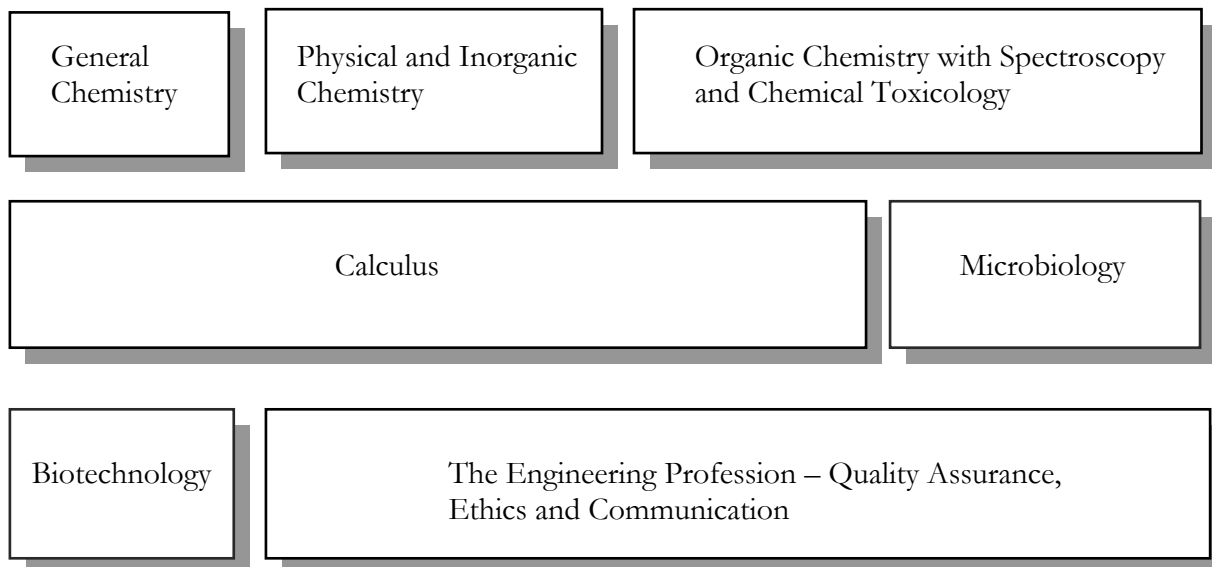 General
Chemistry
Physical and Inorganic
Chemistry
Organic Chemistry with Spectroscopy
and Chemical Toxicology
Calculus
Microbiology
Biotechnology
The Engineering Profession – Quality Assurance,
Ethics and Communication